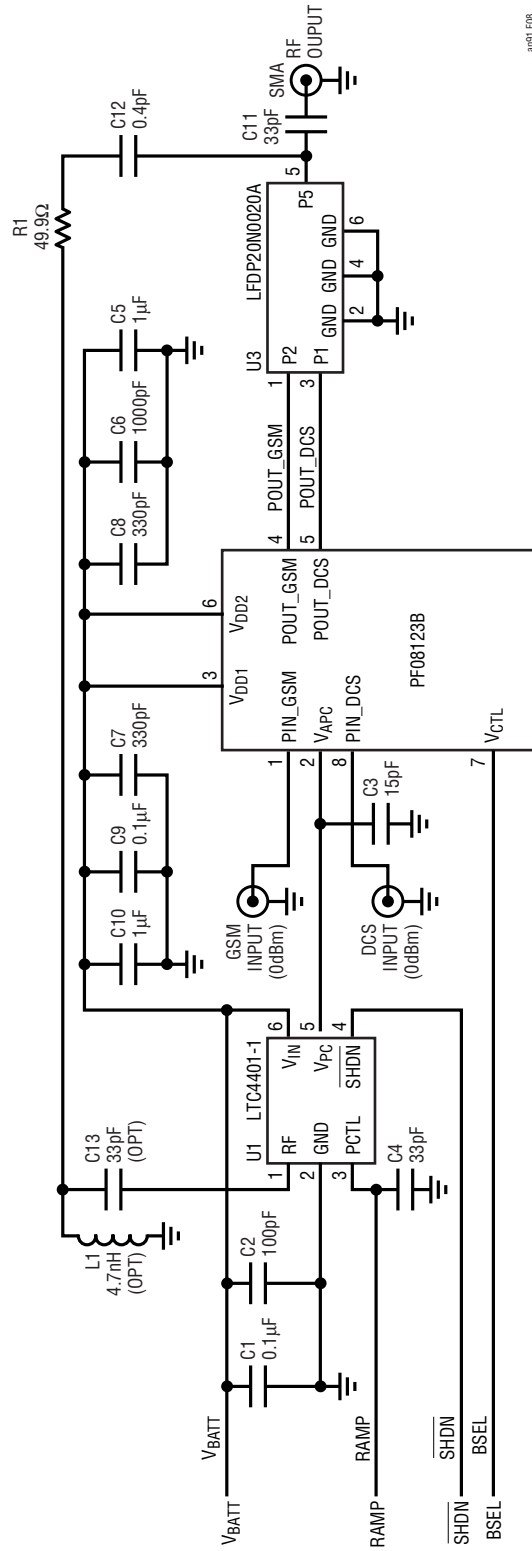 R1
49.9Ω
C12
0.4pF
L1
4.7nH
(OPT)
C13
33pF
(OPT)
C10
1µF
C9
0.1µF
C7
330pF
C8
330pF
C6
1000pF
C5
1µF
VBATT
VBATT
C1
0.1µF
C2
100pF
U1
LTC4401-1
1
RF
VIN
6
2
GND
VPC
5
3
PCTL
SHDN
4
RAMP
RAMP
C4
33pF
SHDN
SHDN
BSEL
BSEL
GSM
INPUT
(0dBm)
DCS
INPUT
(0dBm)
C3
15pF
3
VDD1
6
VDD2
1
PIN_GSM
2
VAPC
8
PIN_DCS
7
VCTL
POUT_GSM
4
POUT_GSM
POUT_DCS
5
POUT_DCS
PF08123B
U3
LFDP20N0020A
1
P2
3
P1
P5
5
GND
GND
GND
2
4
6
C11
33pF
SMA
RF
OUPUT
an91 F08